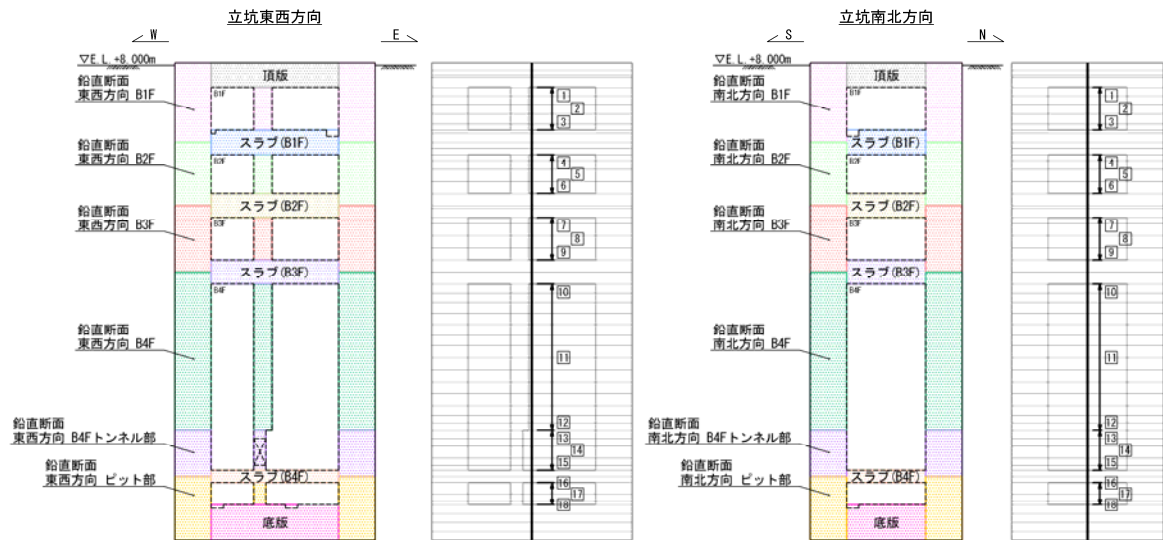 立坑東西方向
W
E
▽E.L.+8.000m
頂版
鉛直断面
東西方向 B1F
B1F
スラブ(B1F)
鉛直断面
東西方向 B2F
B2F
スラブ(B2F)
鉛直断面
東西方向 B3F
B3F
スラブ(B3F)
B4F
鉛直断面
東西方向 B4F
鉛直断面
東西方向 B4Fトンネル部
鉛直断面
東西方向 ピット部
スラブ(B4F)
底版
1
2
3
4
5
6
7
8
9
10
11
12
13
14
15
16
17
18
立坑南北方向
S
N
▽E.L.+8.000m
頂版
鉛直断面
南北方向 B1F
B1F
スラブ(B1F)
鉛直断面
南北方向 B2F
B2F
スラブ(B2F)
鉛直断面
南北方向 B3F
B3F
スラブ(B3F)
B4F
鉛直断面
南北方向 B4F
鉛直断面
南北方向 B4Fトンネル部
鉛直断面
南北方向 ピット部
スラブ(B4F)
底版
1
2
3
4
5
6
7
8
9
10
11
12
13
14
15
16
17
18